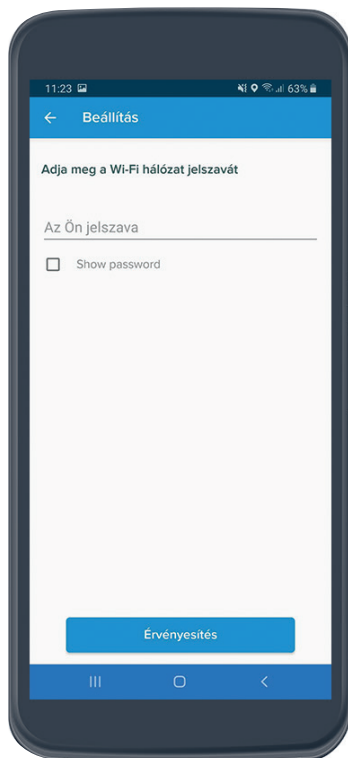 11:23 63%
Beállítás
Adja meg a Wi-Fi hálózat jelszavát
Az Ön jelszava
Show password
Érvényesítés